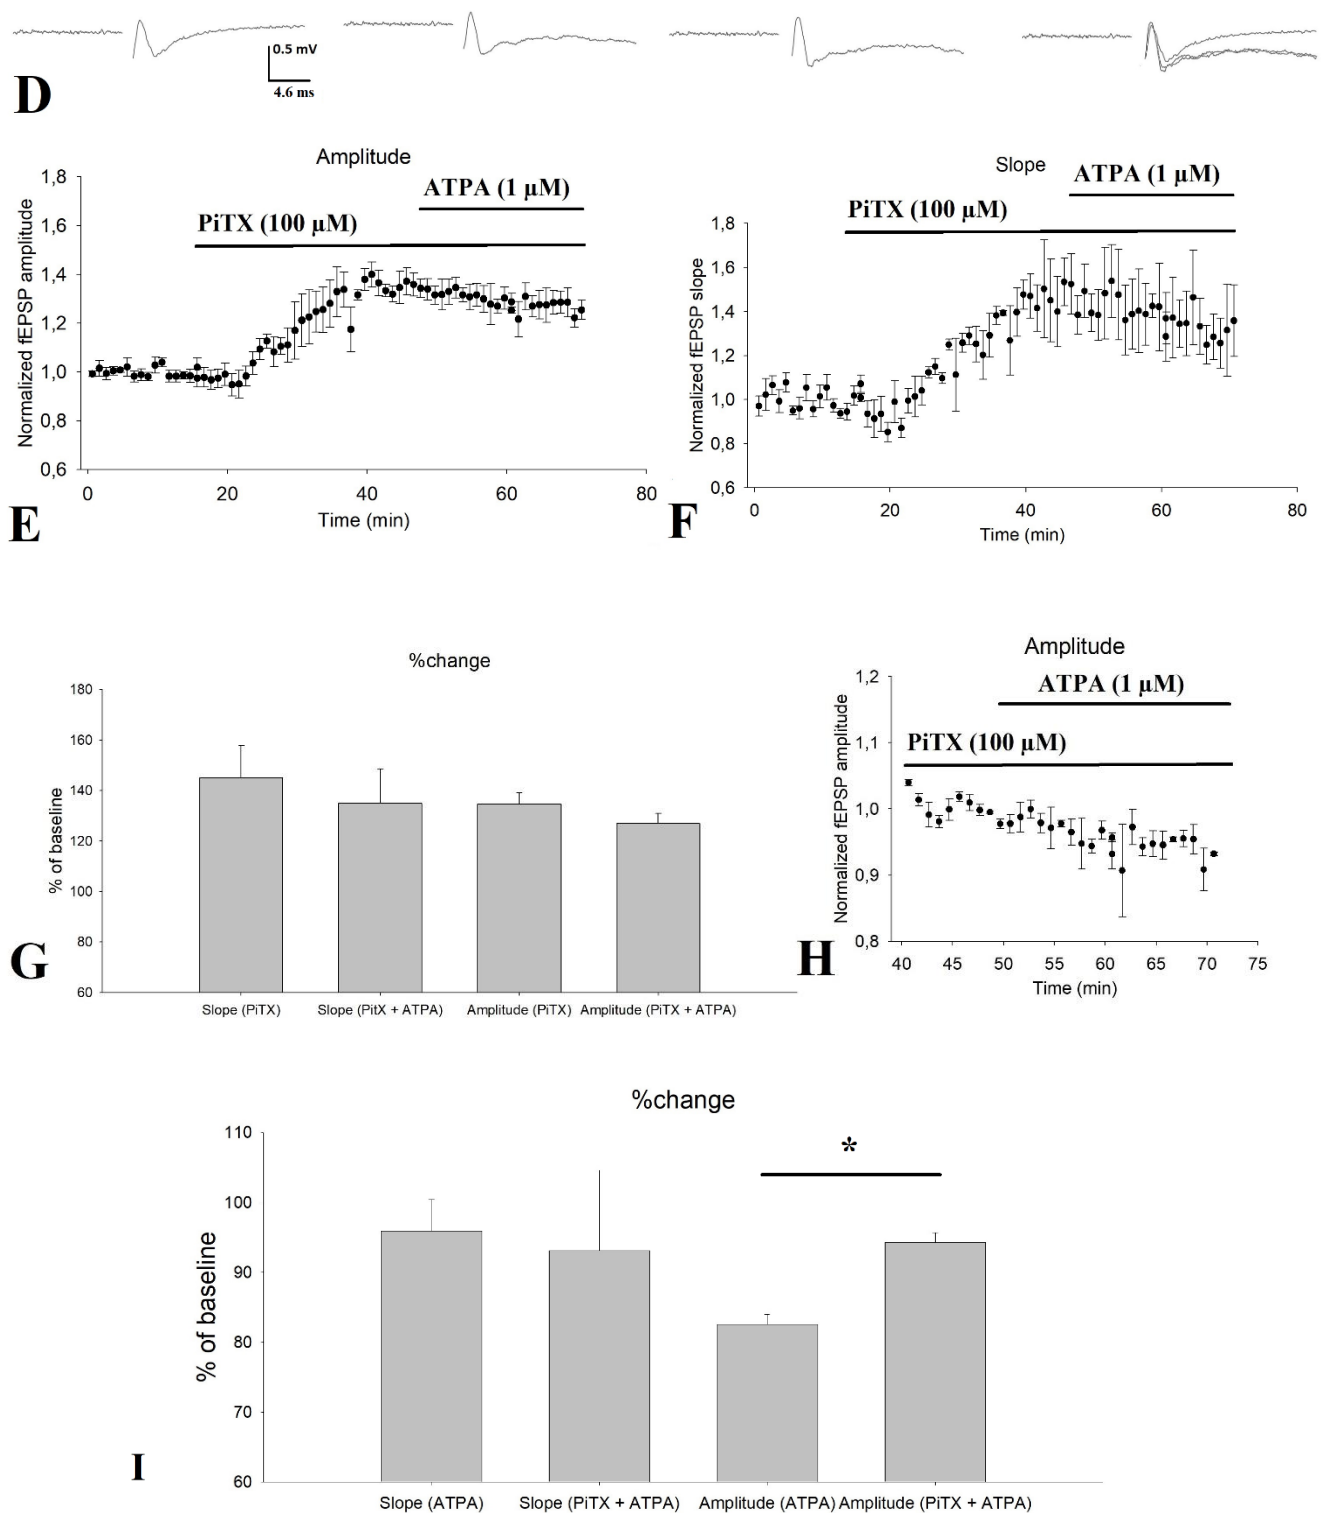 0.5 mV
4.6 ms
D
Amplitude
ATPA (1 µM)
PiTX (100 µM)
1,8
1,6
1,4
1,2
1,0
0,8
0,6
Normalized fEPSP amplitude
0 20 40 60 80
Time (min)
E
Slope
ATPA (1 µM)
PiTX (100 µM)
1,8
1,6
1,4
1,2
1,0
0,8
0,6
Normalized fEPSP slope
0 20 40 60 80
Time (min)
F
%change
180
160
140
120
100
80
60
% of baseline
Slope (PiTX) Slope (PitX + ATPA) Amplitude (PiTX) Amplitude (PiTX + ATPA)
G
Amplitude
ATPA (1 µM)
PiTX (100 µM)
1,2
1,1
1,0
0,9
0,8
Normalized fEPSP amplitude
40 45 50 55 60 65 70 75
Time (min)
H
%change
*
110
100
90
80
70
60
% of baseline
Slope (ATPA) Slope (PiTX + ATPA) Amplitude (ATPA) Amplitude (PiTX + ATPA)
I